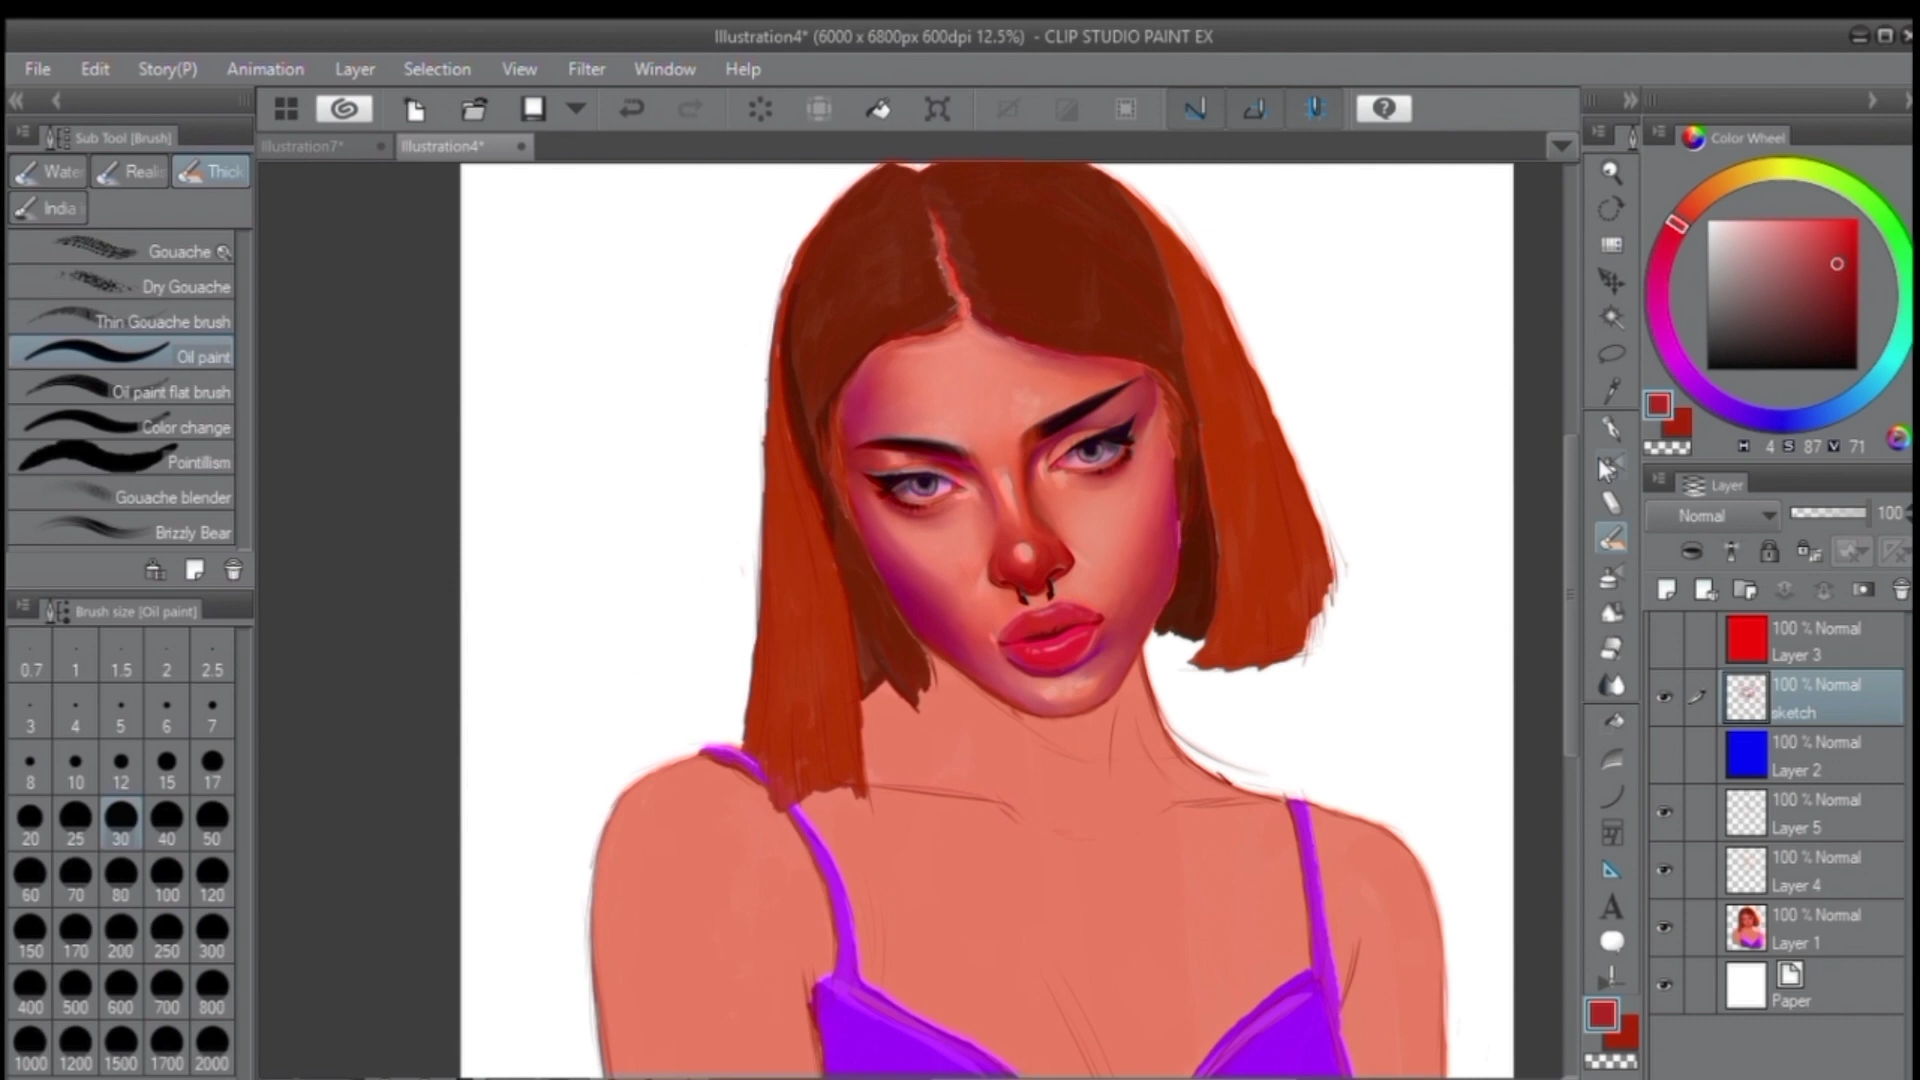 Illustration4* (6000 x 6800px 600dpi 12.5%) - CLIP STUDIO PAINT EX
File Edit Story(P) Animation Layer Selection View Filter Window Help
Sub Tool [Brush]
Illustration7* Illustration4*
Color Wheel
Wate Reali Thick
India
Gouache
Dry Gouache
Thin Gouache brush
Oil paint
Oil paint flat brush
Color change
Pointillism
Gouache blender
Brizzly Bear
Brush size [Oil paint]
0.7 1 1.5 2 2.5
3 4 5 6 7
8 10 12 15 17
20 25 30 40 50
60 70 80 100 120
150 170 200 250 300
400 500 600 700 800
1000 1200 1500 1700 2000
H 4 S 87 V 71
Layer
Normal 100
100 % Normal
Layer 3
100 % Normal
sketch
100 % Normal
Layer 2
100 % Normal
Layer 5
100 % Normal
Layer 4
100 % Normal
Layer 1
Paper